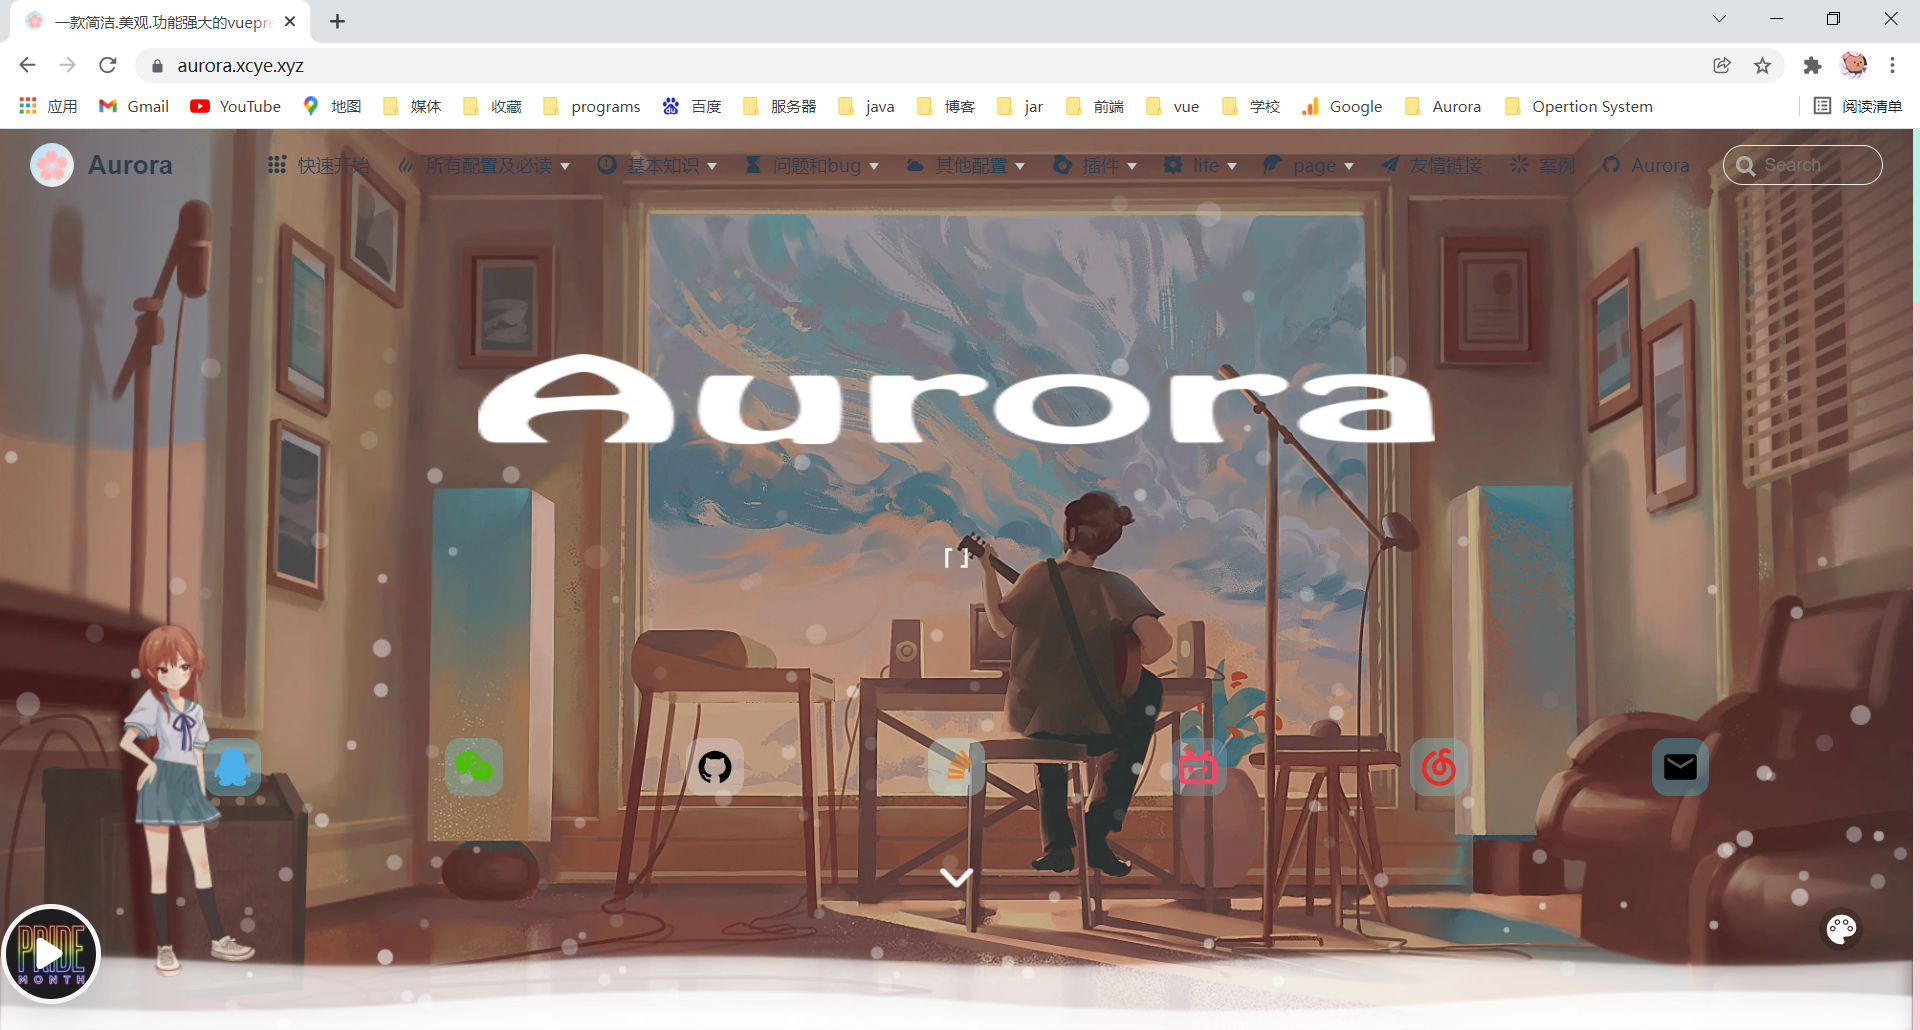 一款简洁.美观.功能强大的vuepre
aurora.xcye.xyz
应用 Gmail YouTube 地图 媒体 收藏 programs 百度 服务器 java 博客 jar 前端 vue 学校 Google Aurora Opertion System 阅读清单
Aurora 快速开始 所有配置及必读 基本知识 问题和bug 其他配置 插件 life page 友情链接 案例 Aurora Search
Aurora
「」
PRIDE
MONTH